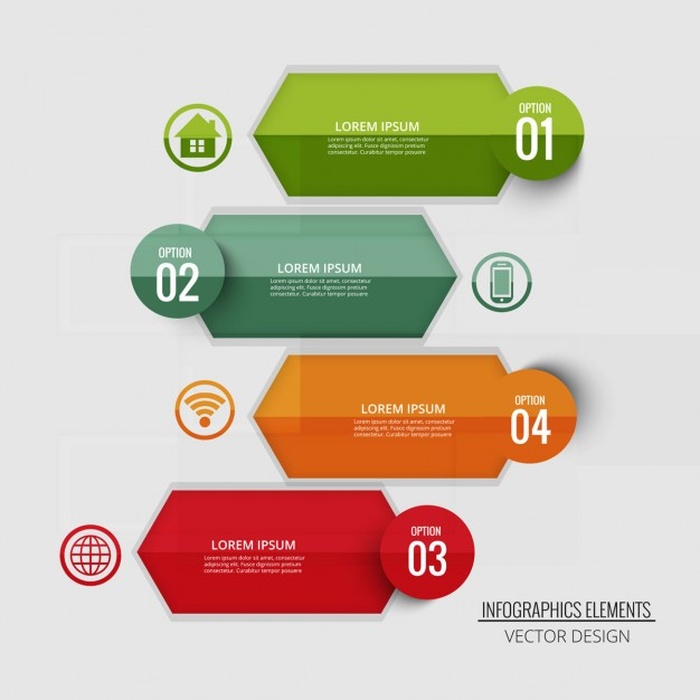 LOREM IPSUM
Lorem ipsum dolor sit amet, consectetur
adipiscing elit. Fusce dignissim pretium
consectetur. Curabitur tempor posuere
OPTION
01
OPTION
02
LOREM IPSUM
Lorem ipsum dolor sit amet, consectetur
adipiscing elit. Fusce dignissim pretium
consectetur. Curabitur tempor posuere
LOREM IPSUM
Lorem ipsum dolor sit amet, consectetur
adipiscing elit. Fusce dignissim pretium
consectetur. Curabitur tempor posuere
OPTION
04
LOREM IPSUM
Lorem ipsum dolor sit amet, consectetur
adipiscing elit. Fusce dignissim pretium
consectetur. Curabitur tempor posuere
OPTION
03
INFOGRAPHICS ELEMENTS
VECTOR DESIGN